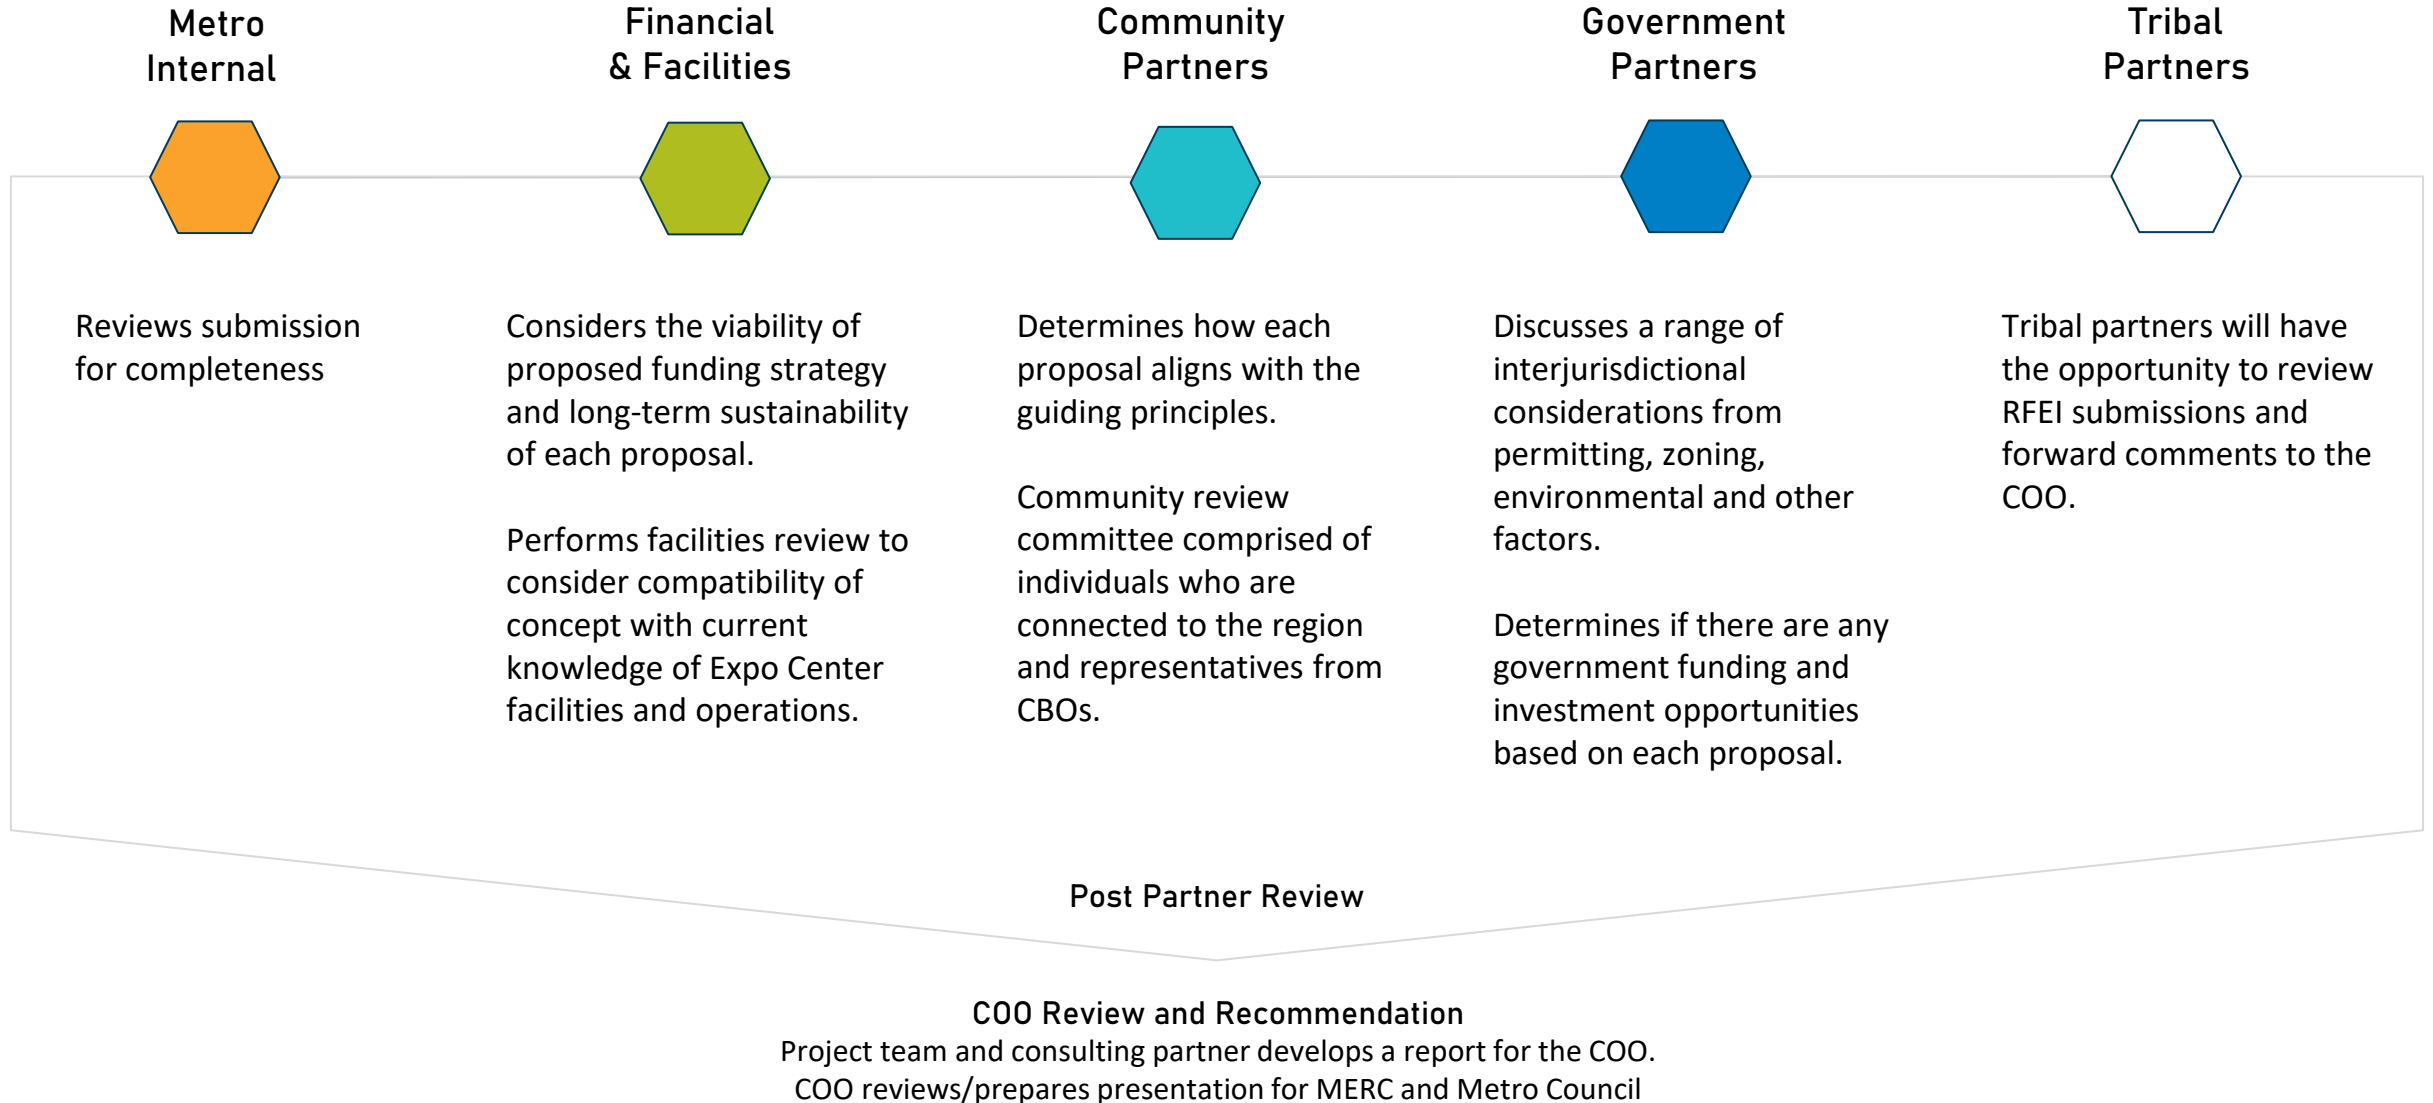 Metro
Internal
Financial
& Facilities
Community
Partners
Government
Partners
Tribal
Partners
Reviews submission
for completeness
Considers the viability of
proposed funding strategy
and long-term sustainability
of each proposal.
Performs facilities review to
consider compatibility of
concept with current
knowledge of Expo Center
facilities and operations.
Determines how each
proposal aligns with the
guiding principles.
Community review
committee comprised of
individuals who are
connected to the region
and representatives from
CBOs.
Discusses a range of
interjurisdictional
considerations from
permitting, zoning,
environmental and other
factors.
Determines if there are any
government funding and
investment opportunities
based on each proposal.
Tribal partners will have
the opportunity to review
RFEI submissions and
forward comments to the
COO.
Post Partner Review
COO Review and Recommendation
Project team and consulting partner develops a report for the COO.
COO reviews/prepares presentation for MERC and Metro Council